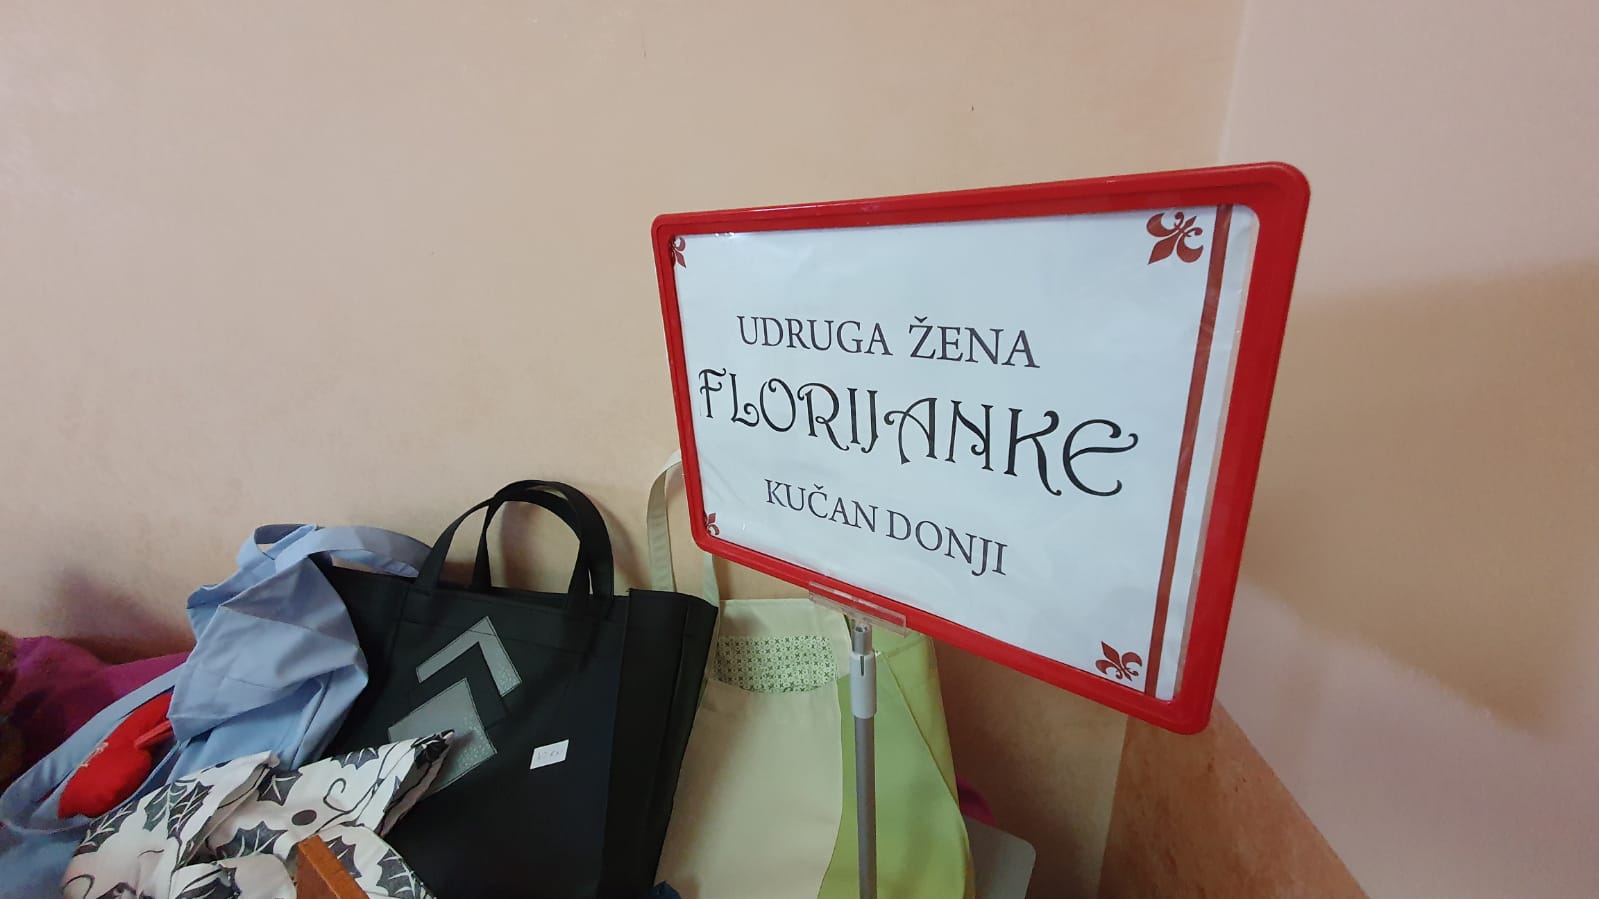 UDRUGA ŽENA
FLORIJANKE
KUČAN DONJI